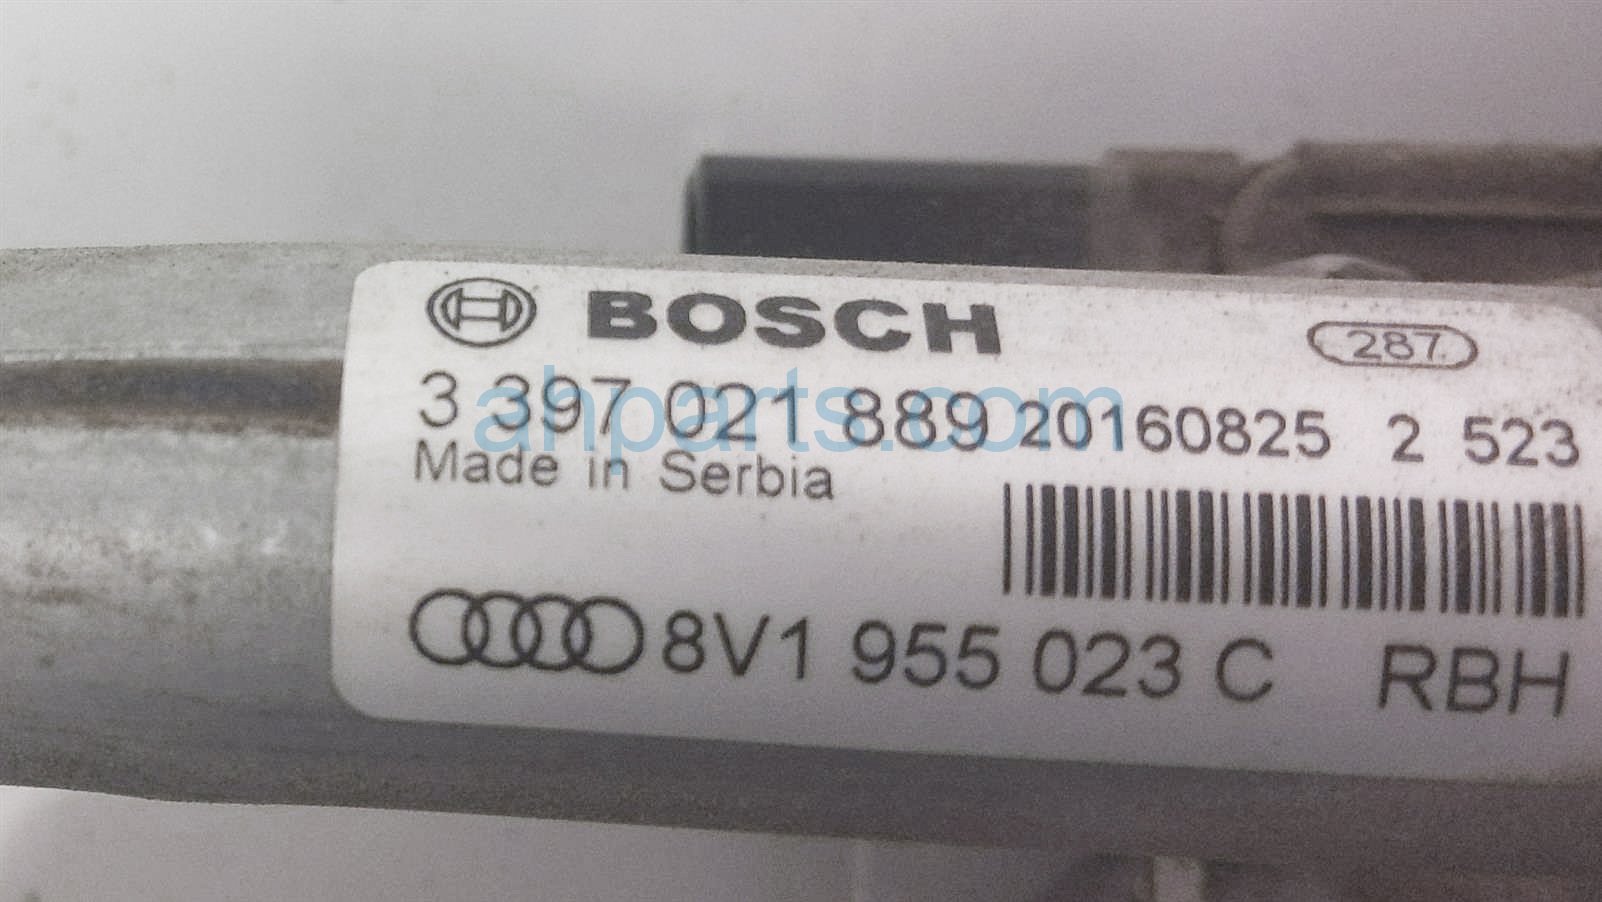 BOSCH 287
3 397 021 889 20160825 2 523
Made in Serbia
8V1 955 023 C RBH
ahparts.com